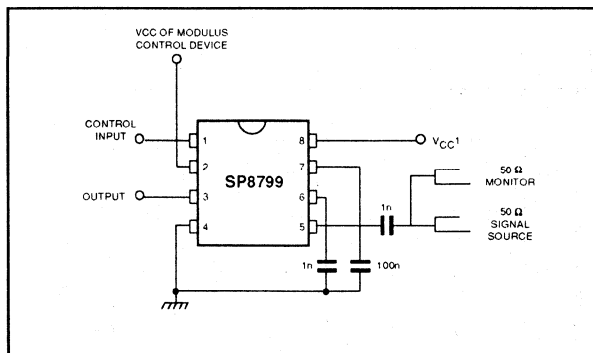 VCC OF MODULUS
CONTROL DEVICE
CONTROL
INPUT
1
8
VCC1
2
7
SP8799
50 Ω
MONITOR
OUTPUT
3
6
1n
50 Ω
SIGNAL
SOURCE
4
5
1n
100n